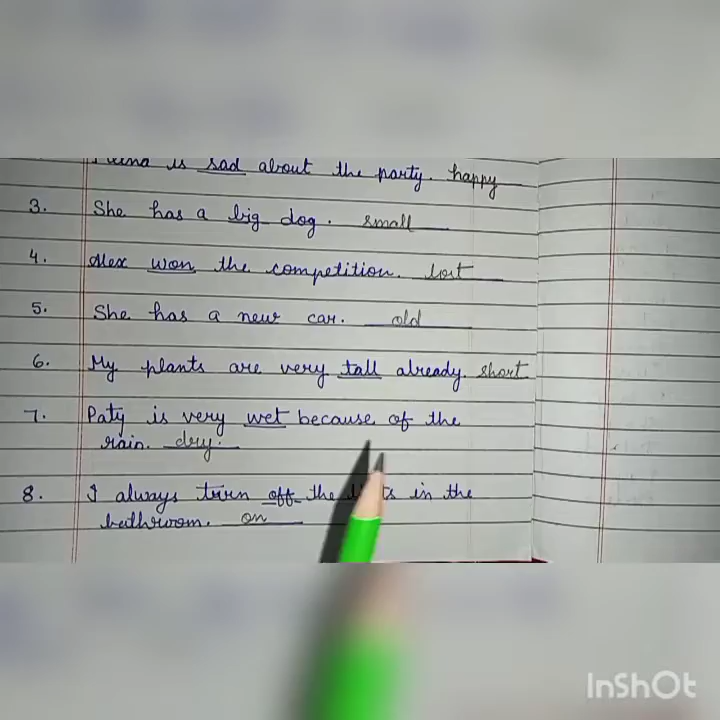 is sad about the party. happy
3. She has a big dog. small
4. Alex won the competition. lost
5. She has a new car. old
6. My plants are very tall already. short
7. Paty is very wet because of the
rain. dry.
8. I always turn off the in the
bathroom. on
InShOt